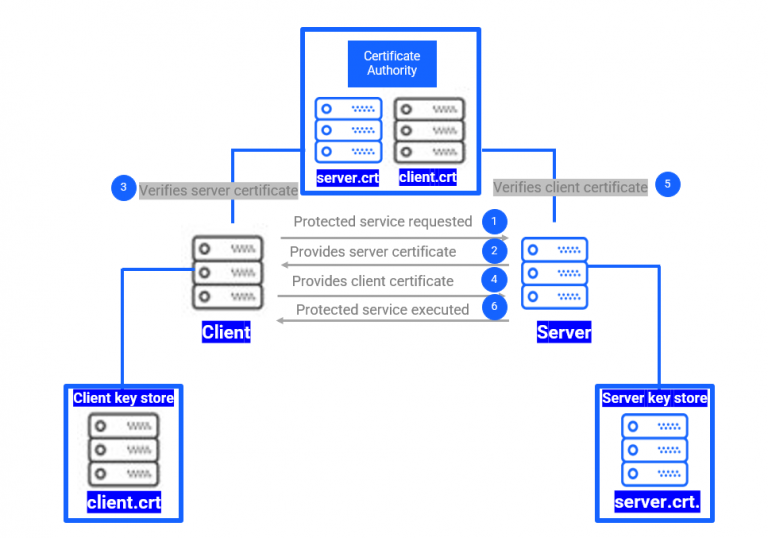 Certificate
Authority
server.crt
client.crt
3
Verifies server certificate
Verifies client certificate
5
Protected service requested
1
Provides server certificate
2
Provides client certificate
4
Protected service executed
6
Client
Server
Client key store
client.crt
Server key store
server.crt.